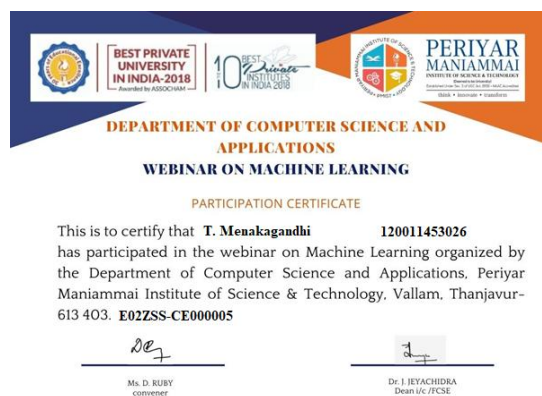 BEST PRIVATE
UNIVERSITY
IN INDIA-2018
Awarded by ASSOCHAM
10 BEST
Private
INSTITUTES
IN INDIA 2018
PERIYAR
MANIAMMAI
INSTITUTE OF SCIENCE & TECHNOLOGY
think • innovate • transform
DEPARTMENT OF COMPUTER SCIENCE AND
APPLICATIONS
WEBINAR ON MACHINE LEARNING
PARTICIPATION CERTIFICATE
This is to certify that T. Menakagandhi 120011453026
has participated in the webinar on Machine Learning organized by
the Department of Computer Science and Applications, Periyar
Maniammai Institute of Science & Technology, Vallam, Thanjavur-
613 403. E02ZSS-CE000005
Ms. D. RUBY
convener
Dr. J. JEYACHIDRA
Dean i/c /FCSE